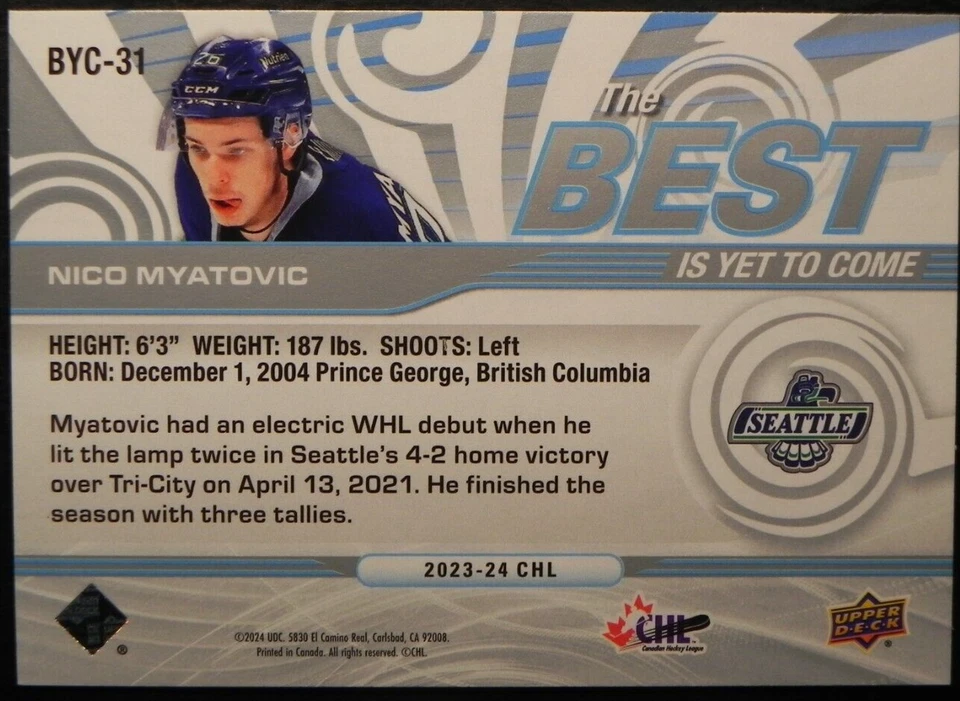 BYC-31
26
Nutrien
CCM
The
BEST
NICO MYATOVIC
IS YET TO COME
HEIGHT: 6'3" WEIGHT: 187 lbs. SHOOTS: Left
BORN: December 1, 2004 Prince George, British Columbia
SEATTLE
Myatovic had an electric WHL debut when he
lit the lamp twice in Seattle's 4-2 home victory
over Tri-City on April 13, 2021. He finished the
season with three tallies.
2023-24 CHL
©2024 UDC. 5830 El Camino Real, Carlsbad, CA 92008.
Printed in Canada. All rights reserved. ©CHL.
®
CHL
Canadian Hockey League
UPPER
D·E·C·K
®